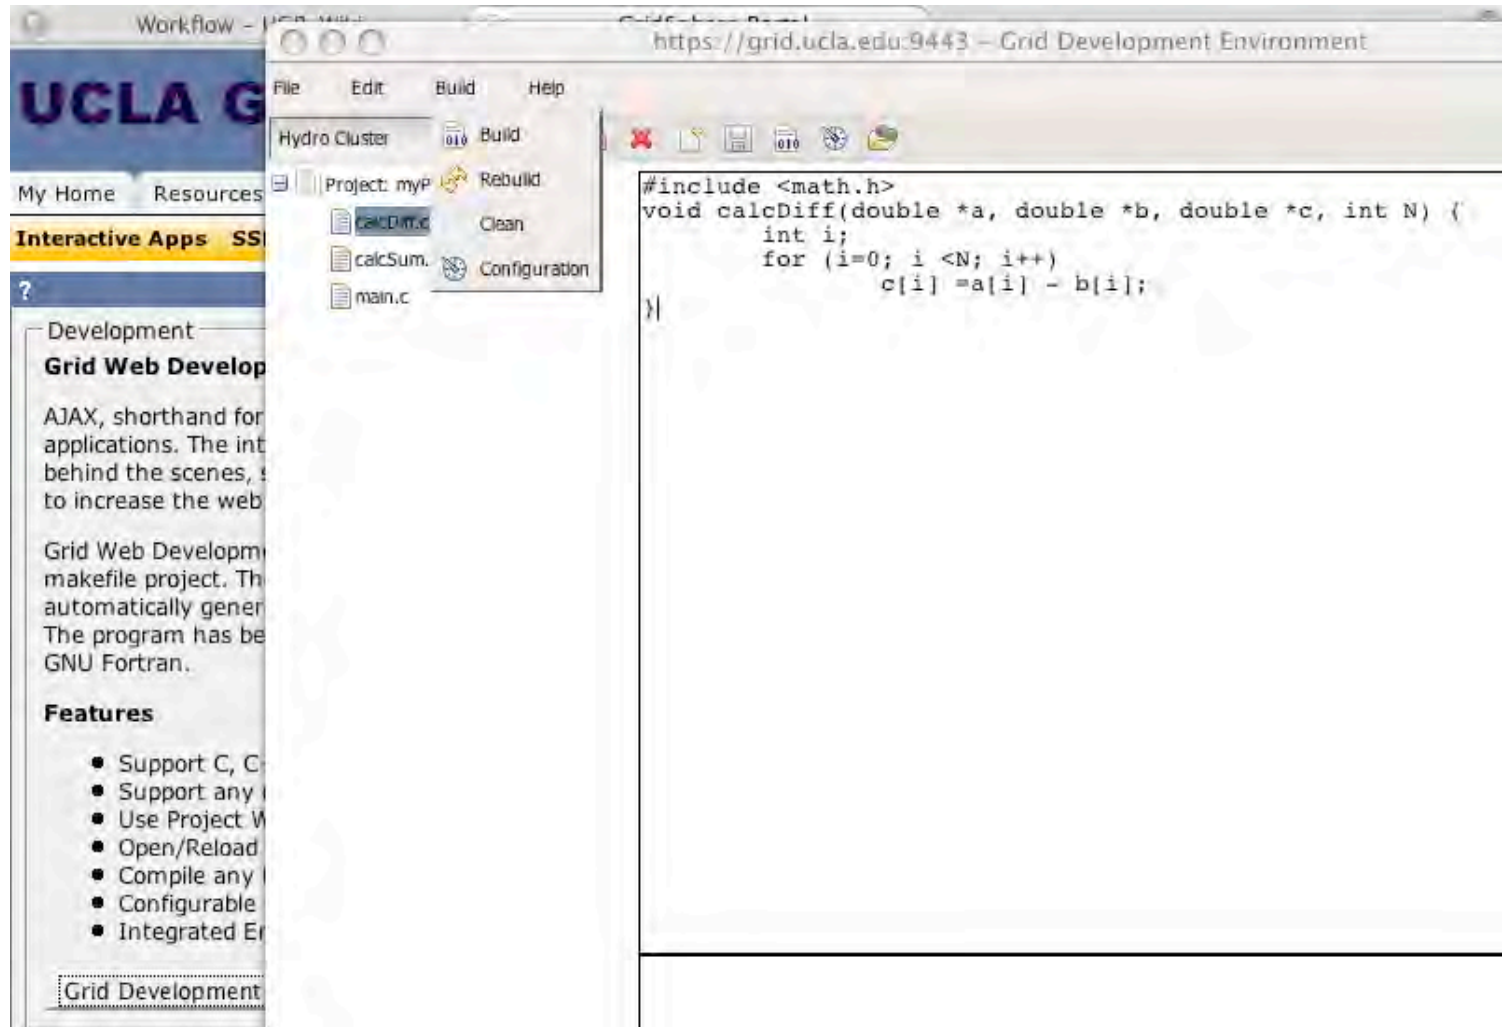 Workflow –
https://grid.ucla.edu:9443 – Grid Development Environment
UCLA G
File Edit Build Help
Hydro Cluster
Build
Rebuild
Clean
Configuration
My Home Resources
Interactive Apps
?
Project: myP
calcDiff.c
calcSum.
main.c
#include <math.h>
void calcDiff(double *a, double *b, double *c, int N) {
int i;
for (i=0; i <N; i++)
c[i] =a[i] - b[i];
}
Development
Grid Web Develop
AJAX, shorthand for
applications. The int
behind the scenes,
to increase the web
Grid Web Developm
makefile project. Th
automatically gener
The program has be
GNU Fortran.
Features
Support C, C
Support any
Use Project W
Open/Reload
Compile any
Configurable
Integrated En
Grid Development